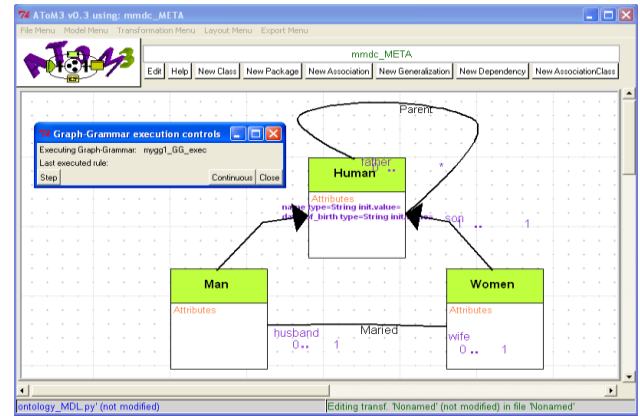 AToM3 v0.3 using: mmdc_META
File Menu Model Menu Transformation Menu Layout Menu Export Menu
mmdc_META
Edit Help New Class New Package New Association New Generalization New Dependency New AssociationClass
Parent
Graph-Grammar execution controls
Executing Graph-Grammar: mygg1_GG_exec
Last executed rule:
Step Continuous Close
father
.. *
Human
Attributes
name type=String init.value=
type=String
son
.. 1
Man
Attributes
Women
Attributes
husband
0.. 1
Maried
wife
0.. 1
ontology_MDL.py' (not modified)
Editing transf. 'Nonamed' (not modified) in file 'Nonamed'